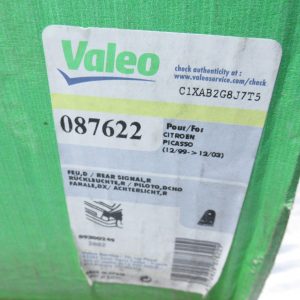 Valeo
check authenticity at :
www.valeoservice.com/check
C1XAB2G8J7T5
087622
Pour/For
CITROEN
PICASSO
(12/99->12/03)
FEU,D / REAR SIGNAL,R
RÜCKLEUCHTE,R / PILOTO,DCHO
FANALE,DX/ ACHTERLICHT,R